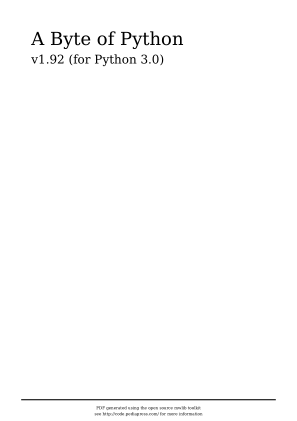 A Byte of Python
v1.92 (for Python 3.0)
PDF generated using the open source mwlib toolkit
see http://code.pediapress.com/ for more information